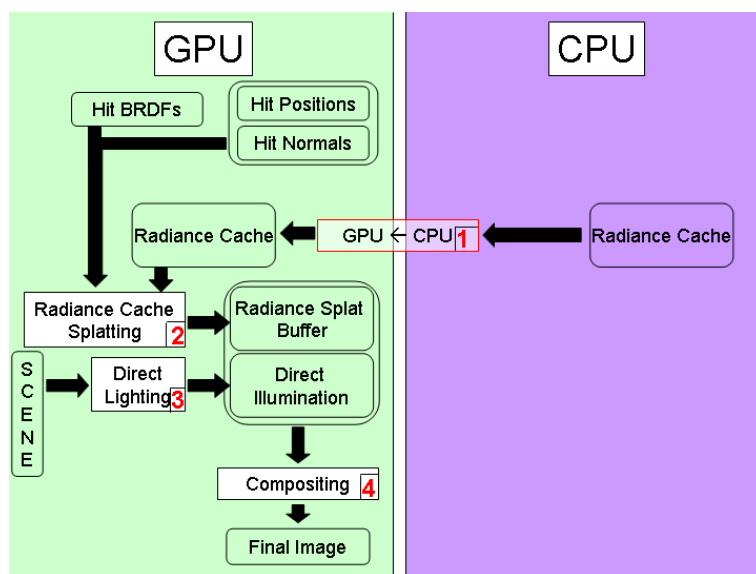 GPU
CPU
Hit BRDFs
Hit Positions
Hit Normals
Radiance Cache
GPU ← CPU 1
Radiance Cache
Radiance Cache
Splatting 2
Radiance Splat
Buffer
SCENE
Direct
Lighting 3
Direct
Illumination
Compositing 4
Final Image